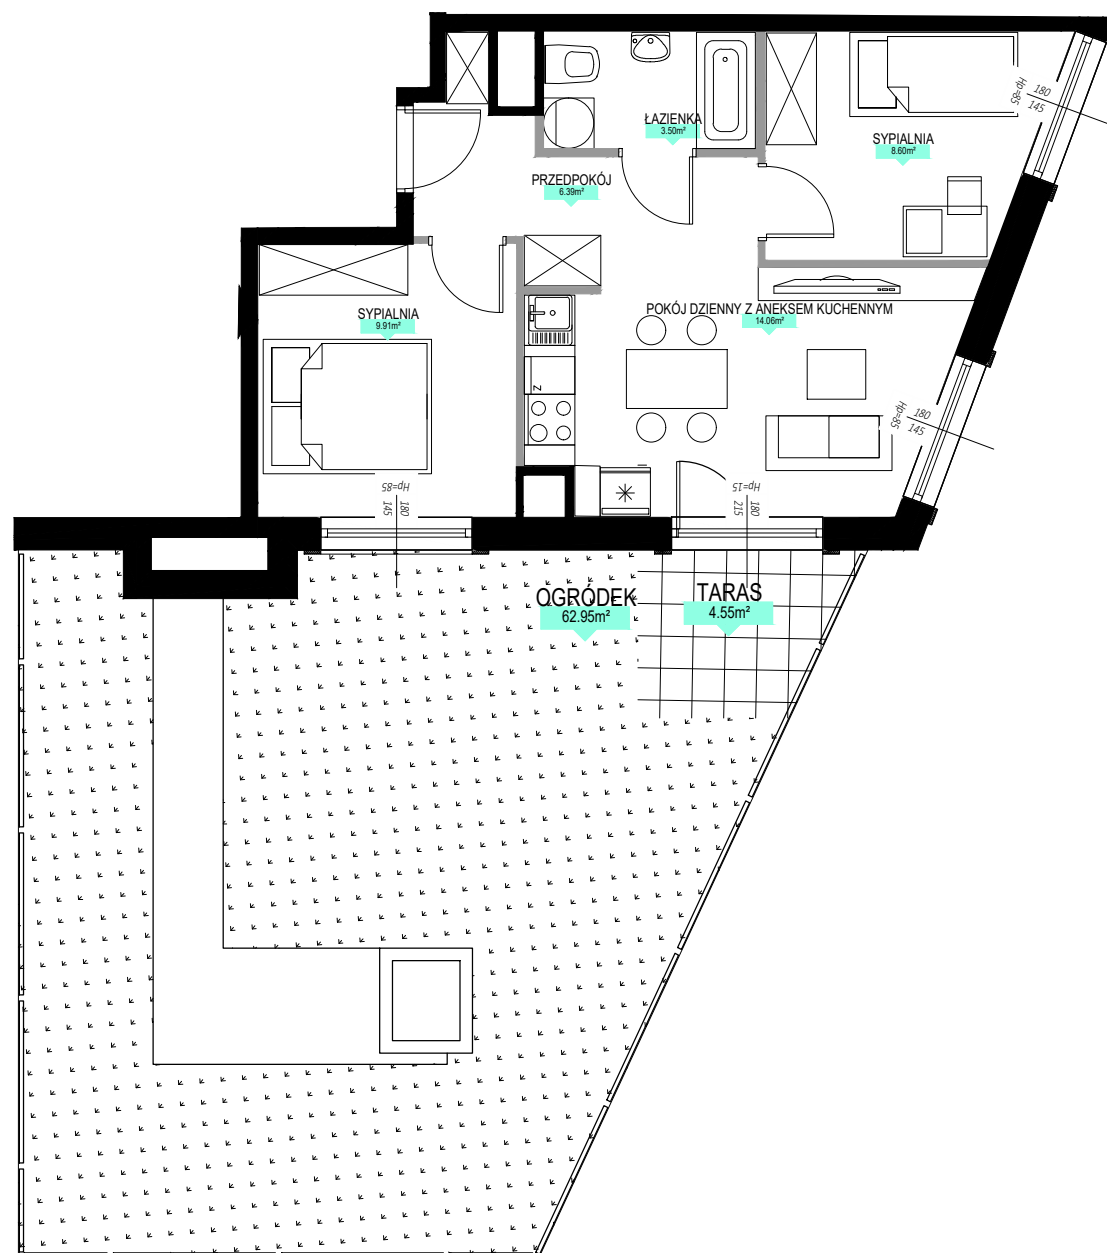 ŁAZIENKA
3.50m²
SYPIALNIA
8.60m²
Hp=85
180
145
PRZEDPOKÓJ
6.39m²
SYPIALNIA
9.91m²
POKÓJ DZIENNY Z ANEKSEM KUCHENNYM
14.06m²
Z
Hp=85
180
145
Hp=85
180
145
Hp=15
180
215
OGRÓDEK
62.95m²
TARAS
4.55m²